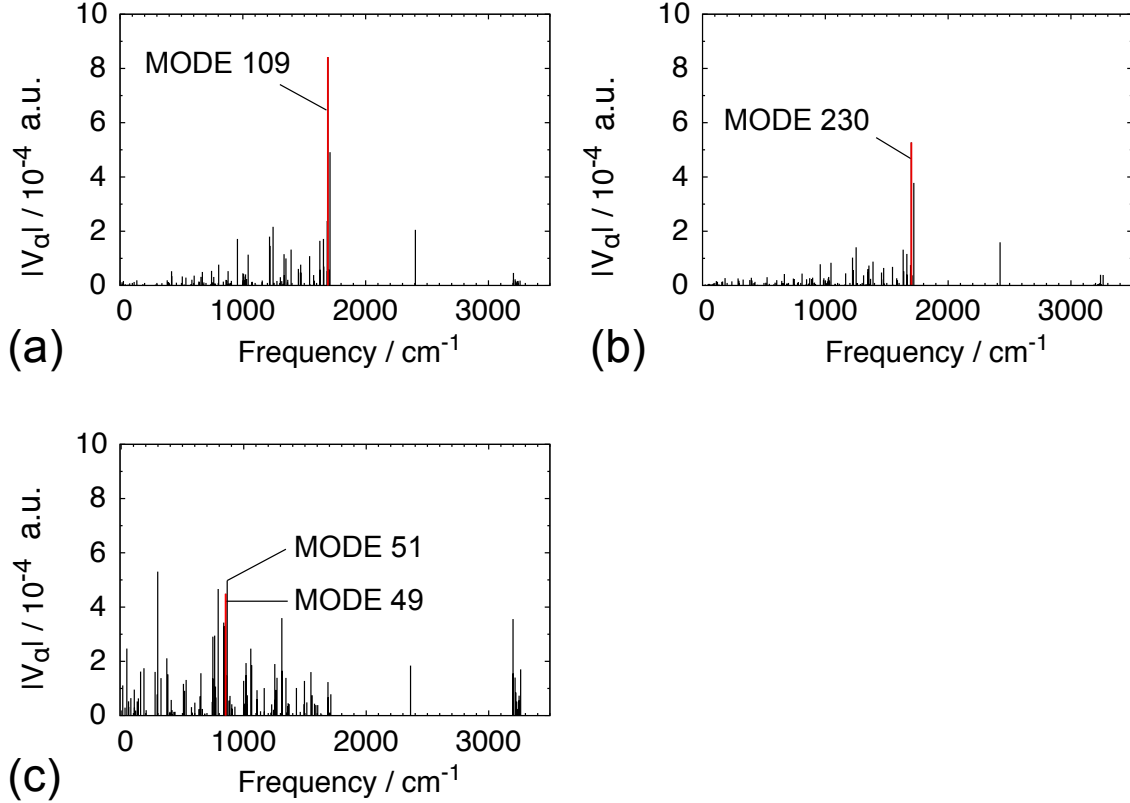 10
8
6
4
2
0
|Vα| / 10⁻⁴ a.u.
MODE 109
0 1000 2000 3000
Frequency / cm⁻¹
(a)
10
8
6
4
2
0
|Vα| / 10⁻⁴ a.u.
MODE 230
0 1000 2000 3000
Frequency / cm⁻¹
(b)
10
8
6
4
2
0
|Vα| / 10⁻⁴ a.u.
MODE 51
MODE 49
0 1000 2000 3000
Frequency / cm⁻¹
(c)